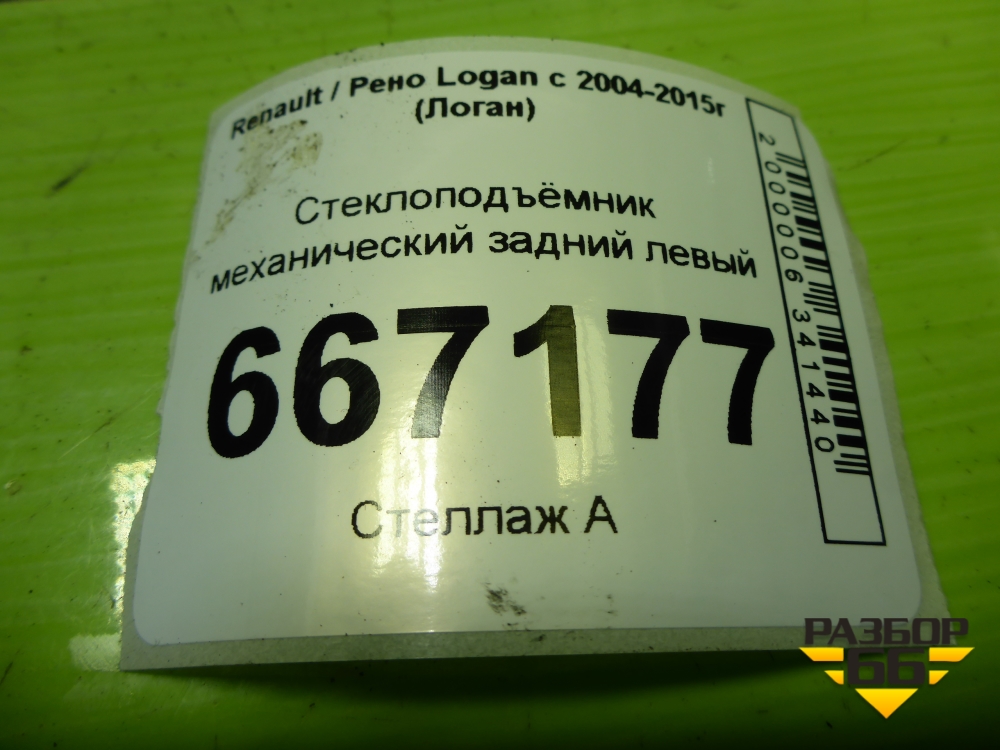 Renault / Рено Logan с 2004-2015г
(Логан)
Стеклоподъёмник
механический задний левый
667177
Стеллаж А
2000006341440
РАЗБОР
66